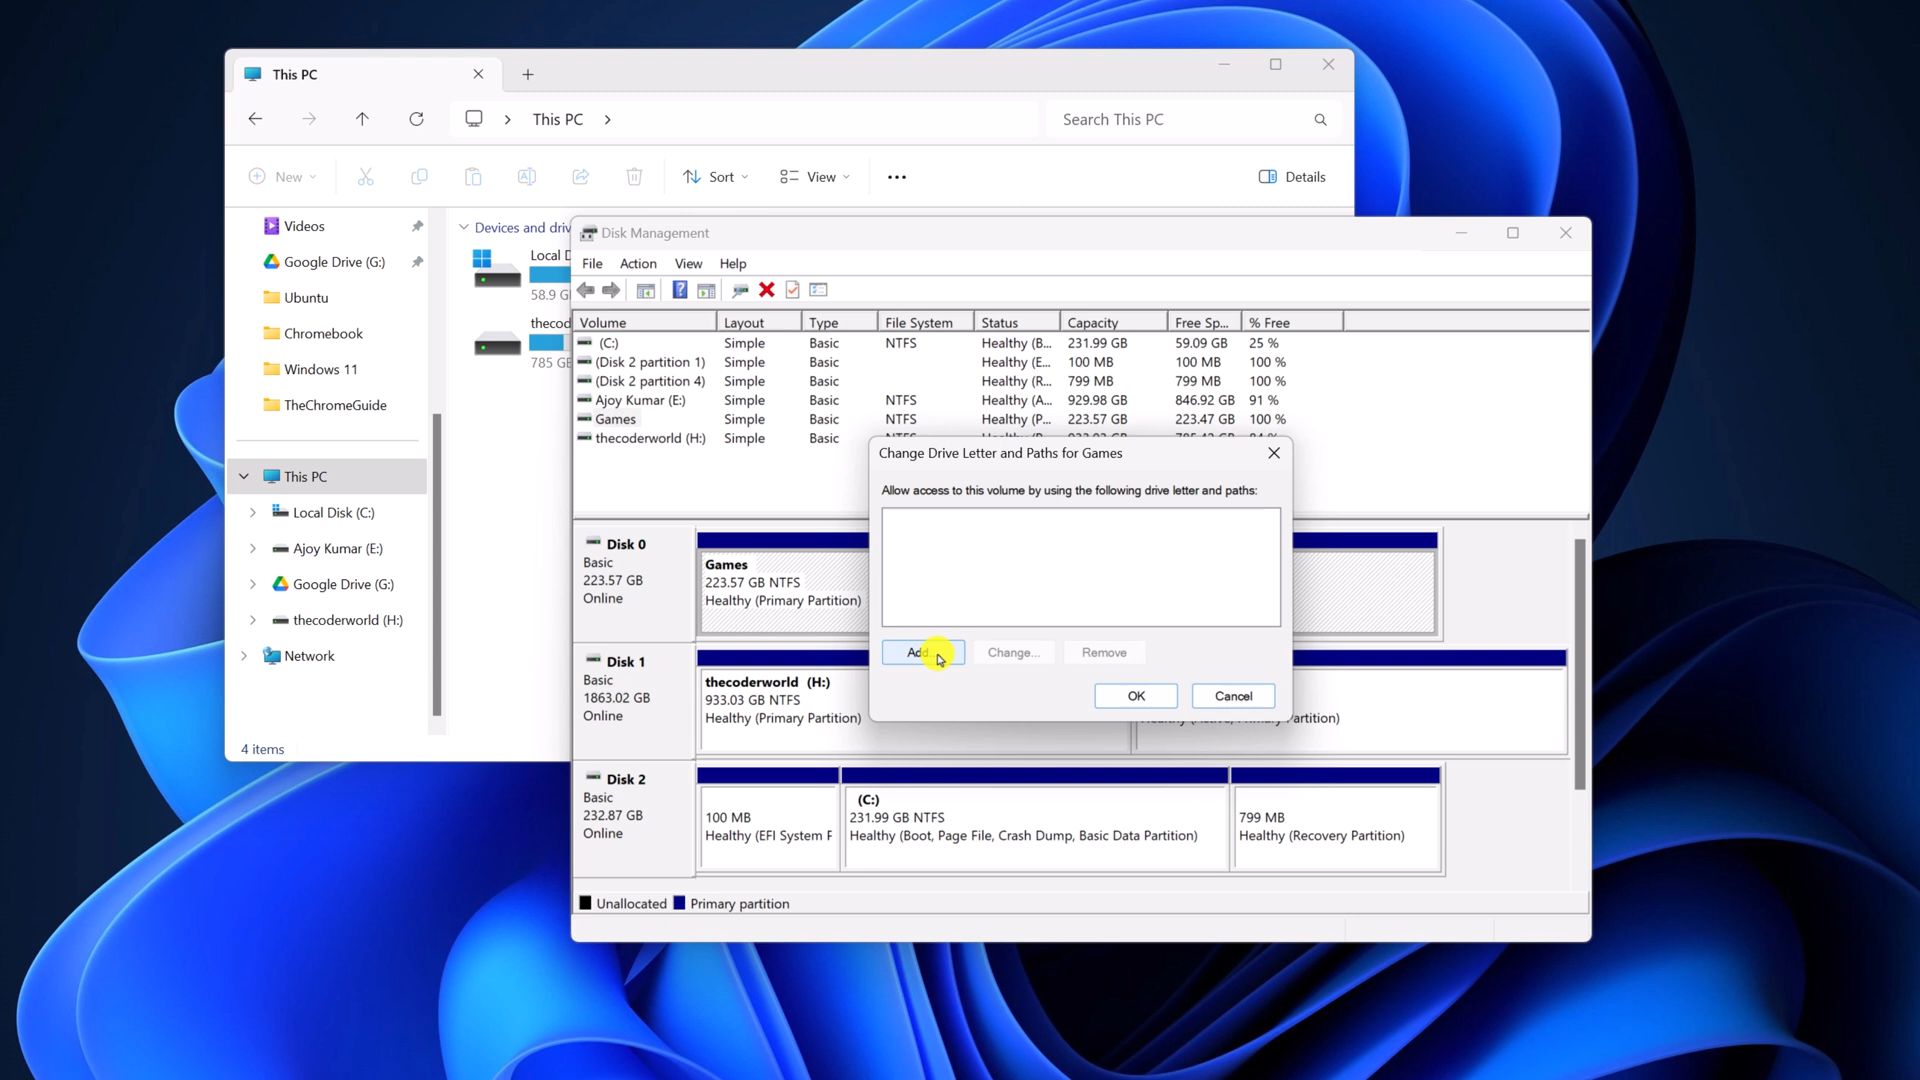 This PC
This PC
Search This PC
New
Sort
View
Details
Videos
Google Drive (G:)
Ubuntu
Chromebook
Windows 11
TheChromeGuide
This PC
Local Disk (C:)
Ajoy Kumar (E:)
Google Drive (G:)
thecoderworld (H:)
Network
4 items
Devices and driv
Local D
58.9 G
thecod
785 GE
Disk Management
File Action View Help
Volume Layout Type File System Status Capacity Free Sp... % Free
(C:) Simple Basic NTFS Healthy (B... 231.99 GB 59.09 GB 25 %
(Disk 2 partition 1) Simple Basic Healthy (E... 100 MB 100 MB 100 %
(Disk 2 partition 4) Simple Basic Healthy (R... 799 MB 799 MB 100 %
Ajoy Kumar (E:) Simple Basic NTFS Healthy (A... 929.98 GB 846.92 GB 91 %
Games Simple Basic NTFS Healthy (P... 223.57 GB 223.47 GB 100 %
thecoderworld (H:) Simple Basic
Change Drive Letter and Paths for Games
Allow access to this volume by using the following drive letter and paths:
Add... Change... Remove
OK Cancel
Disk 0
Basic
223.57 GB
Online
Games
223.57 GB NTFS
Healthy (Primary Partition)
Disk 1
Basic
1863.02 GB
Online
thecoderworld (H:)
933.03 GB NTFS
Healthy (Primary Partition)
artition)
Disk 2
Basic
232.87 GB
Online
100 MB
Healthy (EFI System F
(C:)
231.99 GB NTFS
Healthy (Boot, Page File, Crash Dump, Basic Data Partition)
799 MB
Healthy (Recovery Partition)
Unallocated Primary partition